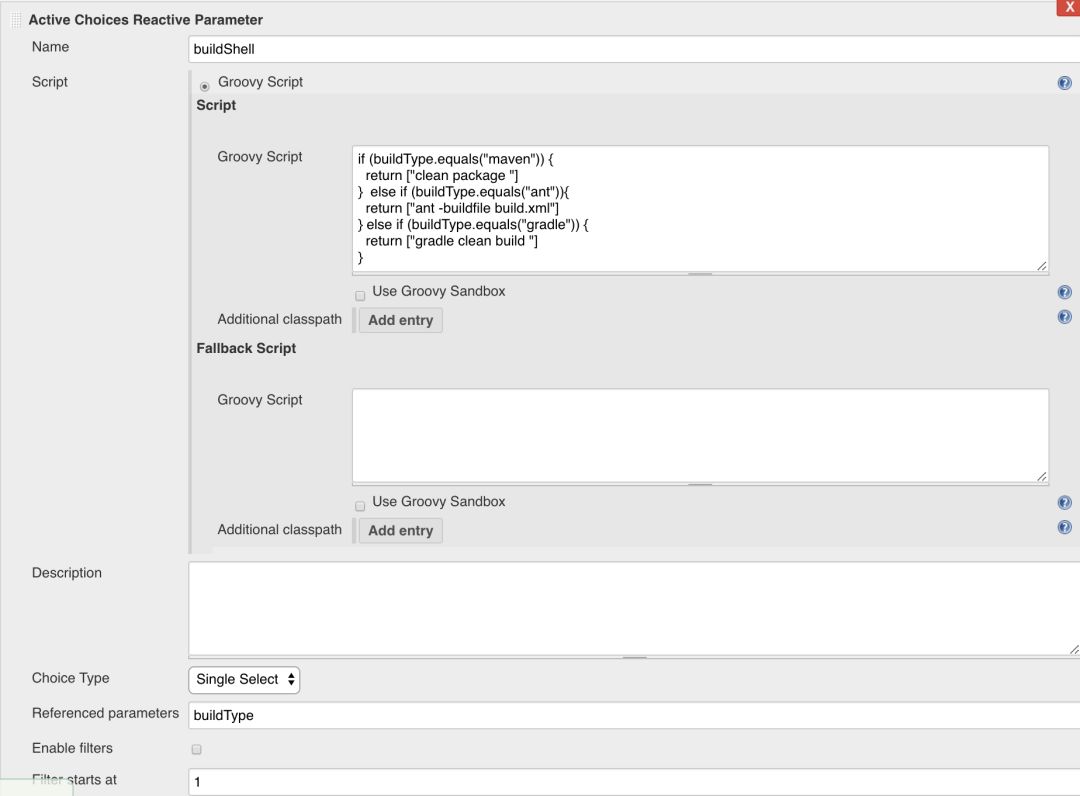 Active Choices Reactive Parameter
X
Name
buildShell
Script
Groovy Script
Script
Groovy Script
if (buildType.equals("maven")) {
  return ["clean package "]
}  else if (buildType.equals("ant")){
  return ["ant -buildfile build.xml"]
} else if (buildType.equals("gradle")) {
  return ["gradle clean build "]
}
Use Groovy Sandbox
Additional classpath
Add entry
Fallback Script
Groovy Script
Use Groovy Sandbox
Additional classpath
Add entry
Description
Choice Type
Single Select
Referenced parameters
buildType
Enable filters
Filter starts at
1